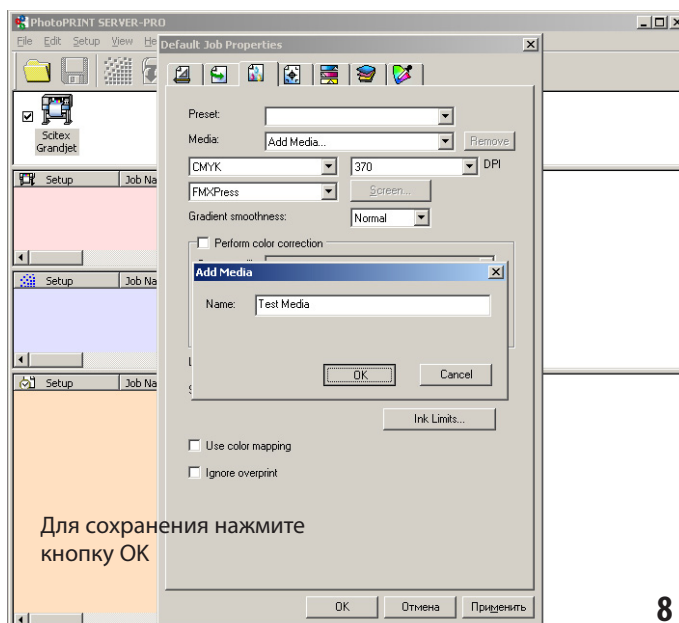 PhotoPRINT SERVER-PRO
File Edit Setup View He
Default Job Properties
Scitex
Grandjet
Preset:
Media: Add Media... Remove
CMYK 370 DPI
FMXPress Screen...
Gradient smoothness: Normal
Perform color correction
Setup Job Na
Setup Job Na
Setup Job Na
Add Media
Name: Test Media
OK Cancel
Ink Limits...
Use color mapping
Ignore overprint
Для сохранения нажмите
кнопку OK
OK Отмена Применить
8